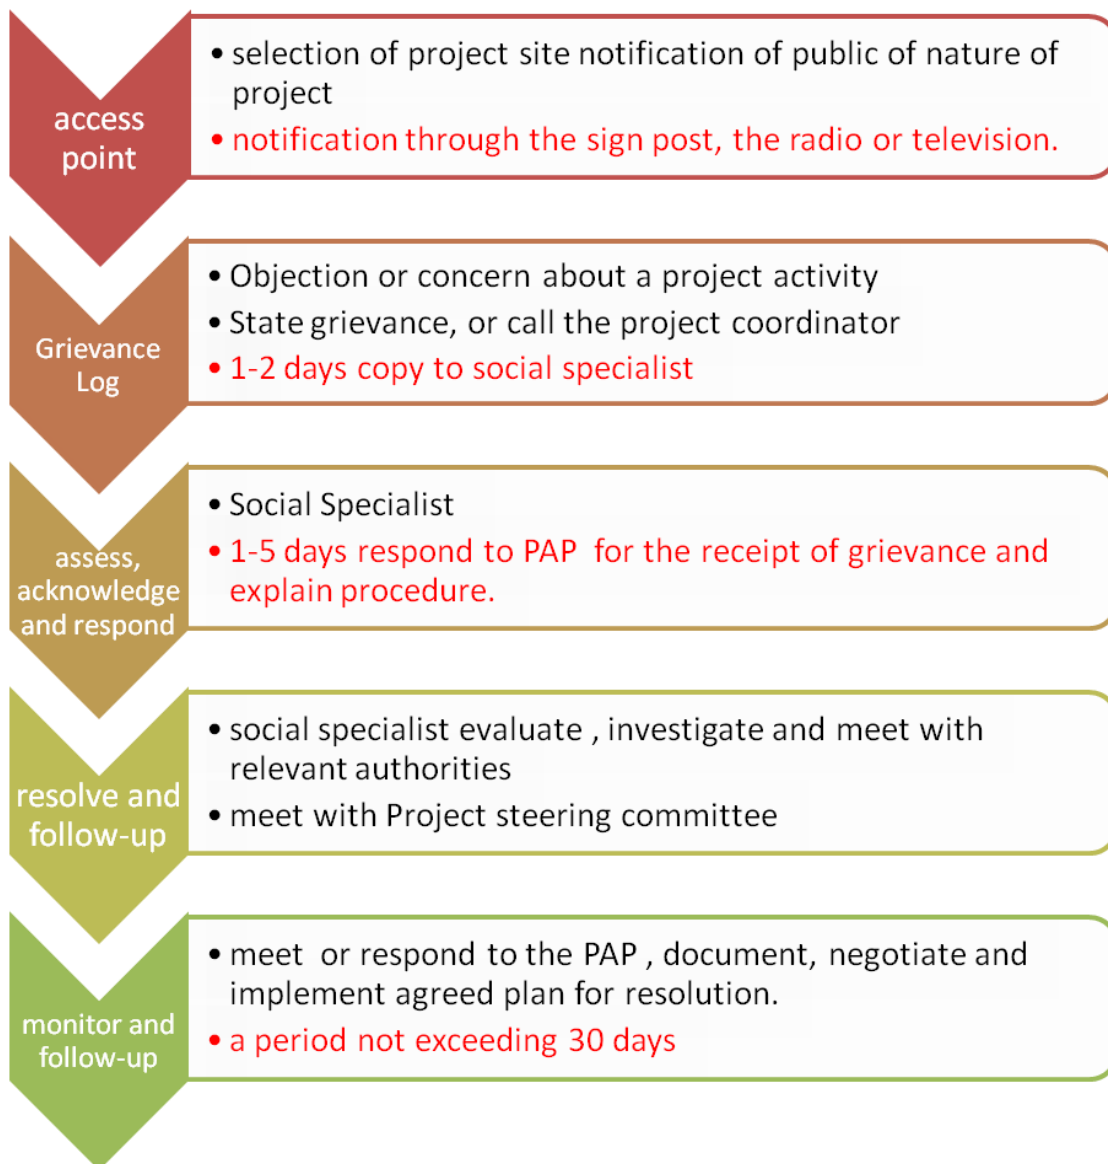 access
point
• selection of project site notification of public of nature of
project
• notification through the sign post, the radio or television.
Grievance
Log
• Objection or concern about a project activity
• State grievance, or call the project coordinator
• 1-2 days copy to social specialist
assess,
acknowledge
and respond
• Social Specialist
• 1-5 days respond to PAP for the receipt of grievance and
explain procedure.
resolve and
follow-up
• social specialist evaluate , investigate and meet with
relevant authorities
• meet with Project steering committee
monitor and
follow-up
• meet or respond to the PAP , document, negotiate and
implement agreed plan for resolution.
• a period not exceeding 30 days